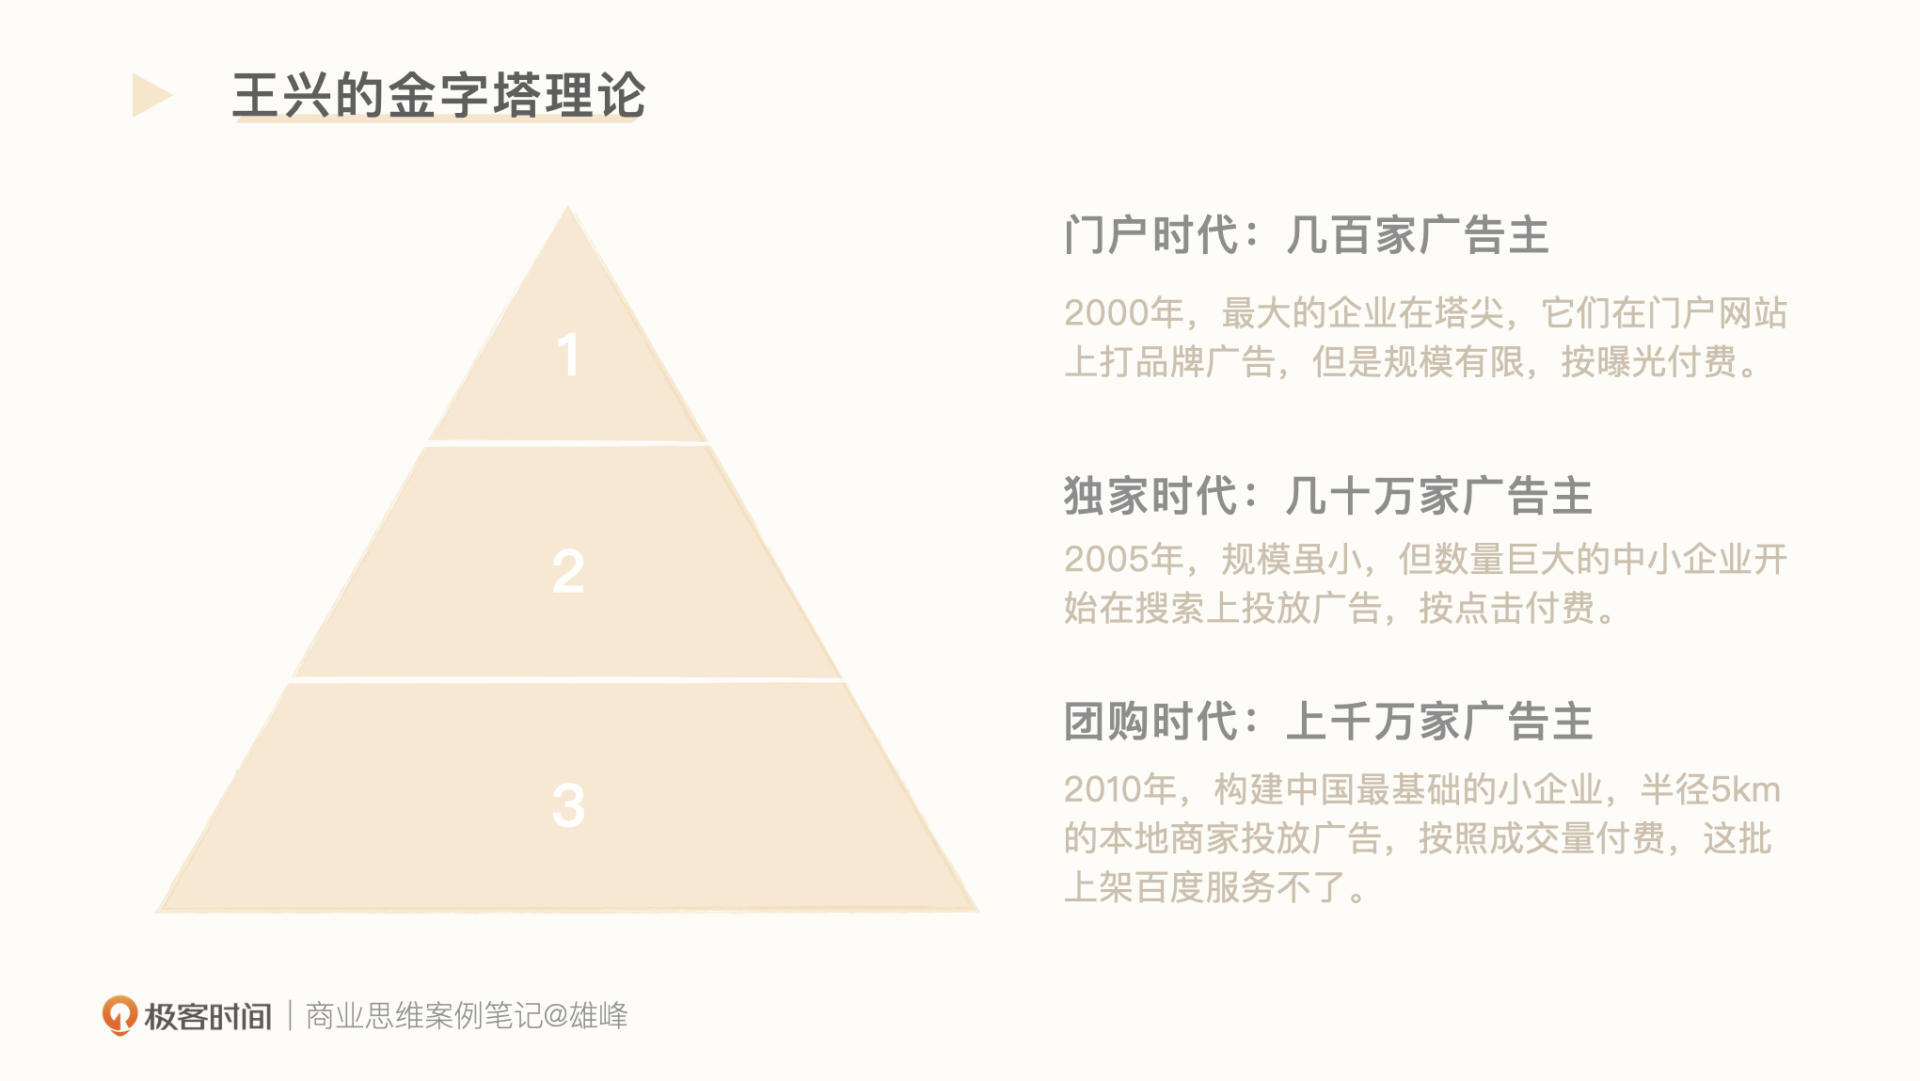 王兴的金字塔理论
1
2
3
门户时代：几百家广告主
2000年，最大的企业在塔尖，它们在门户网站
上打品牌广告，但是规模有限，按曝光付费。
独家时代：几十万家广告主
2005年，规模虽小，但数量巨大的中小企业开
始在搜索上投放广告，按点击付费。
团购时代：上千万家广告主
2010年，构建中国最基础的小企业，半径5km
的本地商家投放广告，按照成交量付费，这批
上架百度服务不了。
极客时间 | 商业思维案例笔记@雄峰